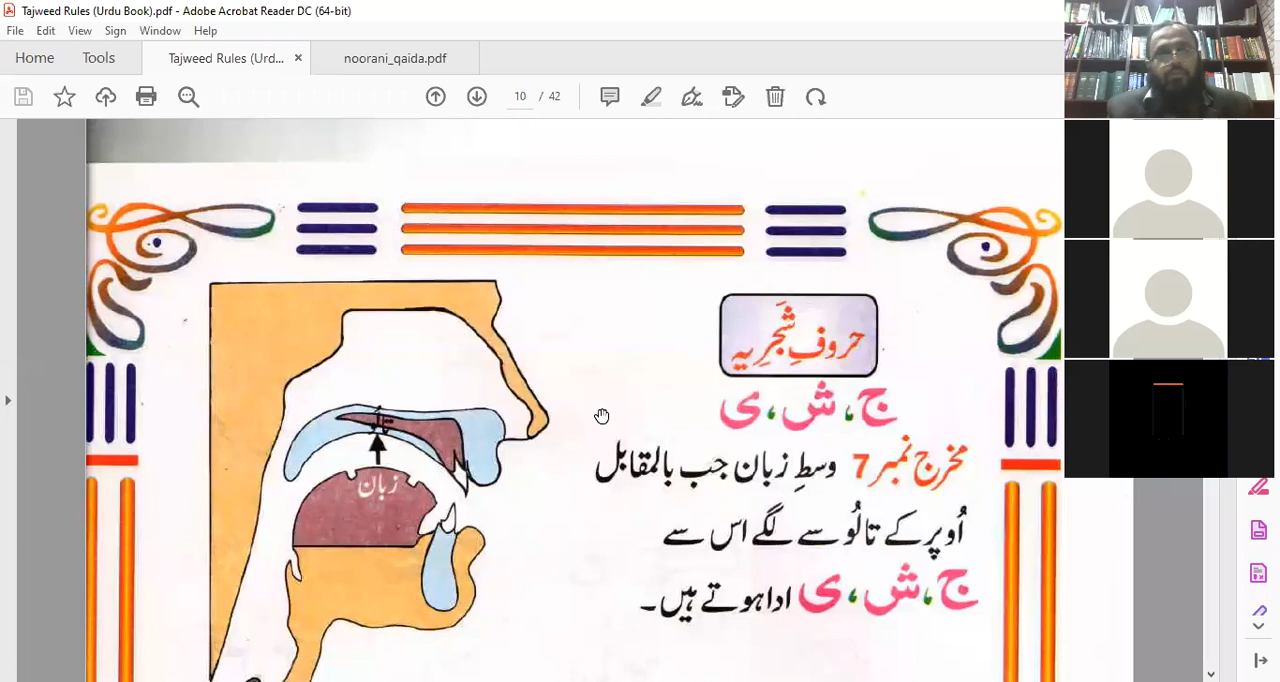 Tajweed Rules (Urdu Book).pdf - Adobe Acrobat Reader DC (64-bit)
File Edit View Sign Window Help
Home Tools Tajweed Rules (Urd... × noorani_qaida.pdf
10 / 42
حروفِ شَجَرِیہ
ج، ش، ی
مخرج نمبر 7 وسطِ زبان جب بالمقابل
اُوپر کے تالُو سے لگے اس سے
ج، ش، ی ادا ہوتے ہیں۔
زبان